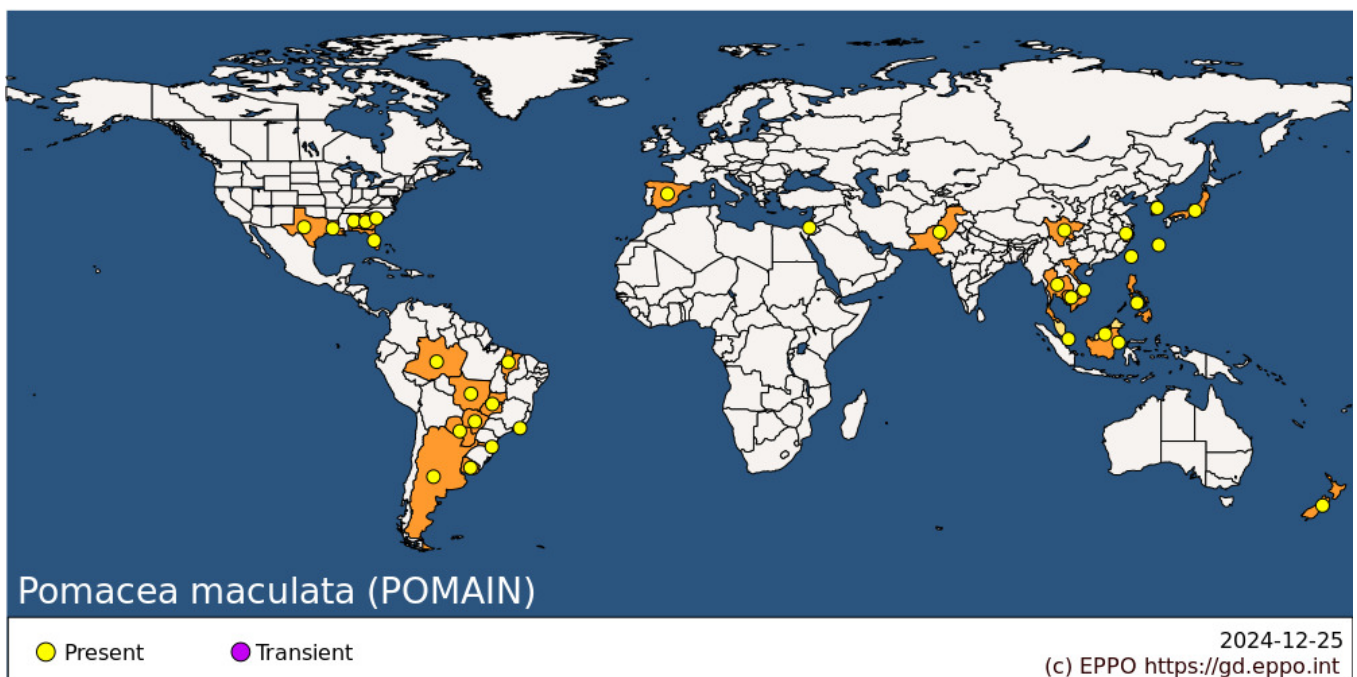 Pomacea maculata (POMAIN)
Present
Transient
2024-12-25
(c) EPPO https://gd.eppo.int